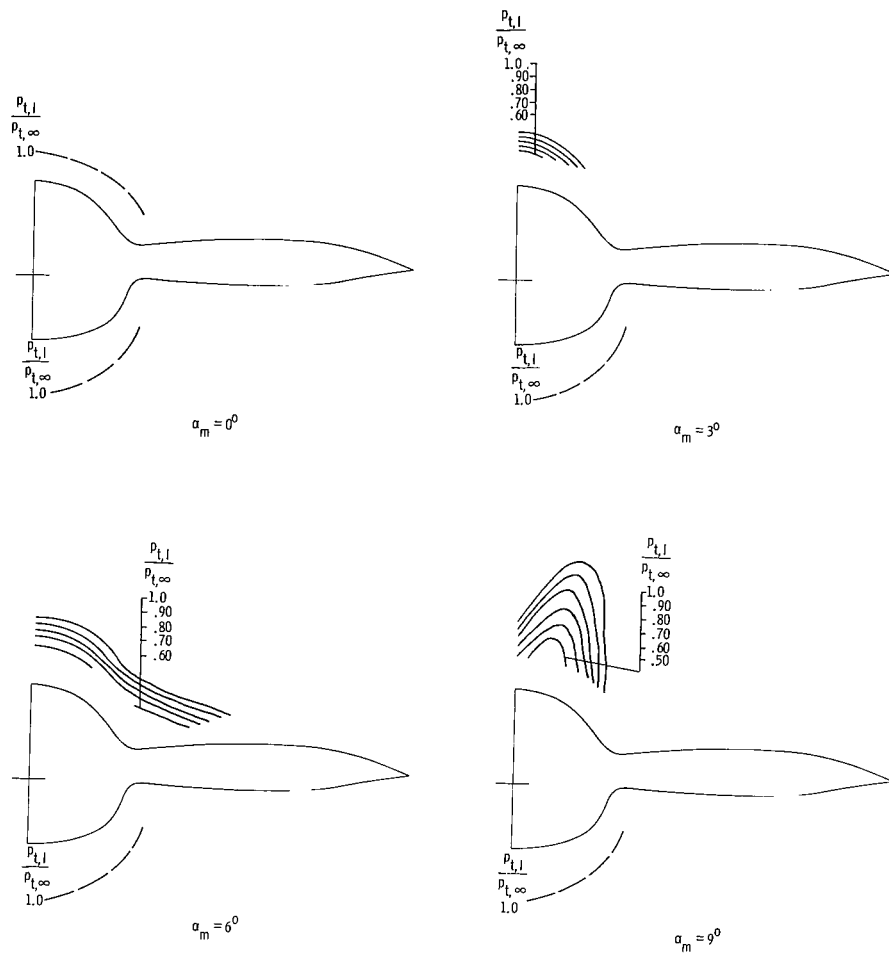 p_t,l
p_t,∞
1.0
p_t,l
p_t,∞
1.0
α_m = 0°
p_t,l
p_t,∞
1.0
.90
.80
.70
.60
p_t,l
p_t,∞
1.0
α_m = 3°
p_t,l
p_t,∞
1.0
.90
.80
.70
.60
p_t,l
p_t,∞
1.0
α_m = 6°
p_t,l
p_t,∞
1.0
.90
.80
.70
.60
.50
p_t,l
p_t,∞
1.0
α_m = 9°